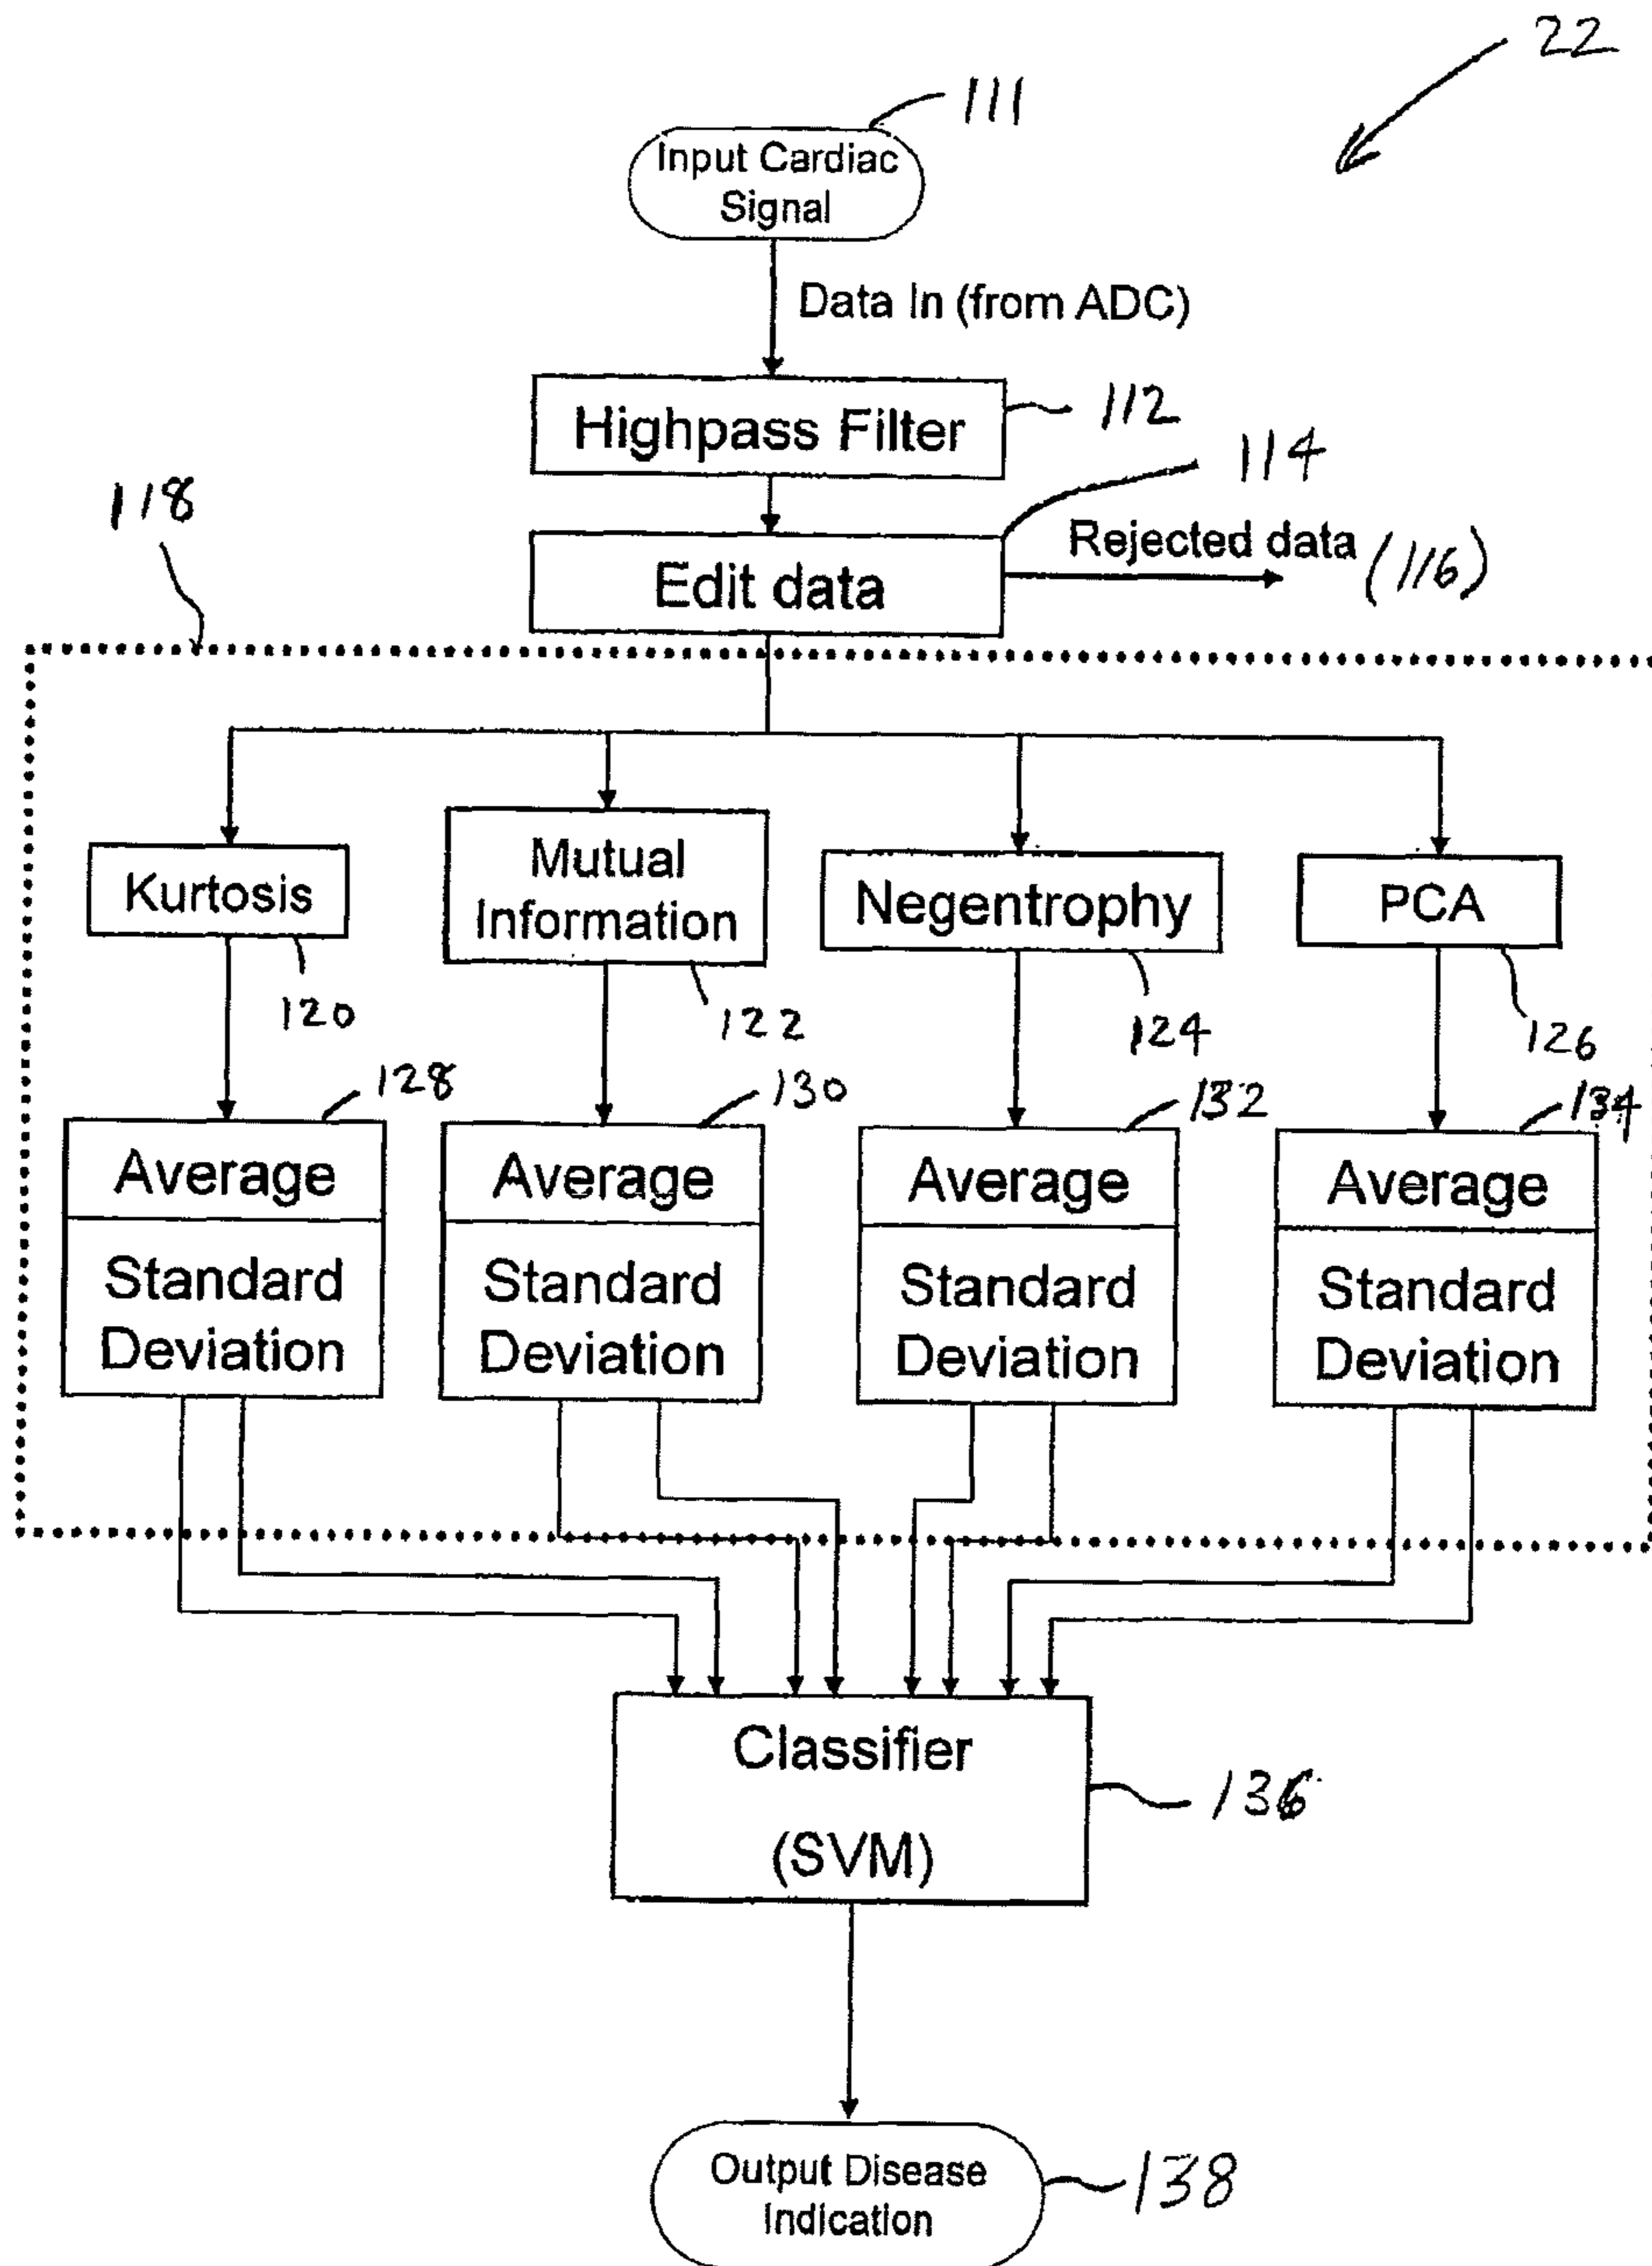 22
111
Input Cardiac
Signal
Data In (from ADC)
Highpass Filter
112
114
118
Edit data
Rejected data (116)
Kurtosis
Mutual
Information
Negentrophy
PCA
120
122
124
126
128
130
132
134
Average
Average
Average
Average
Standard
Deviation
Standard
Deviation
Standard
Deviation
Standard
Deviation
Classifier
(SVM)
136
Output Disease
Indication
138